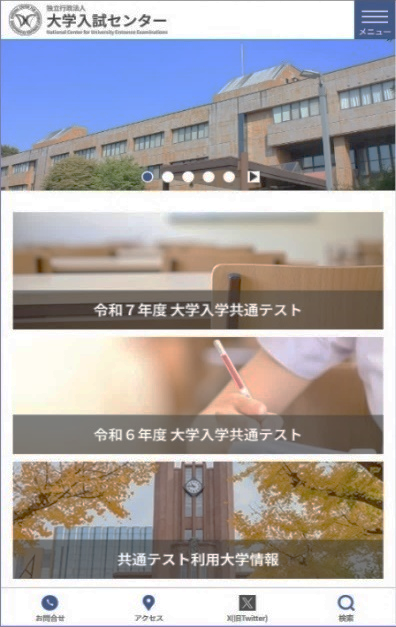 独立行政法人
大学入試センター
National Center for University Entrance Examinations
メニュー
令和7年度 大学入学共通テスト
令和6年度 大学入学共通テスト
共通テスト利用大学情報
お問合せ
アクセス
X(旧Twitter)
検索